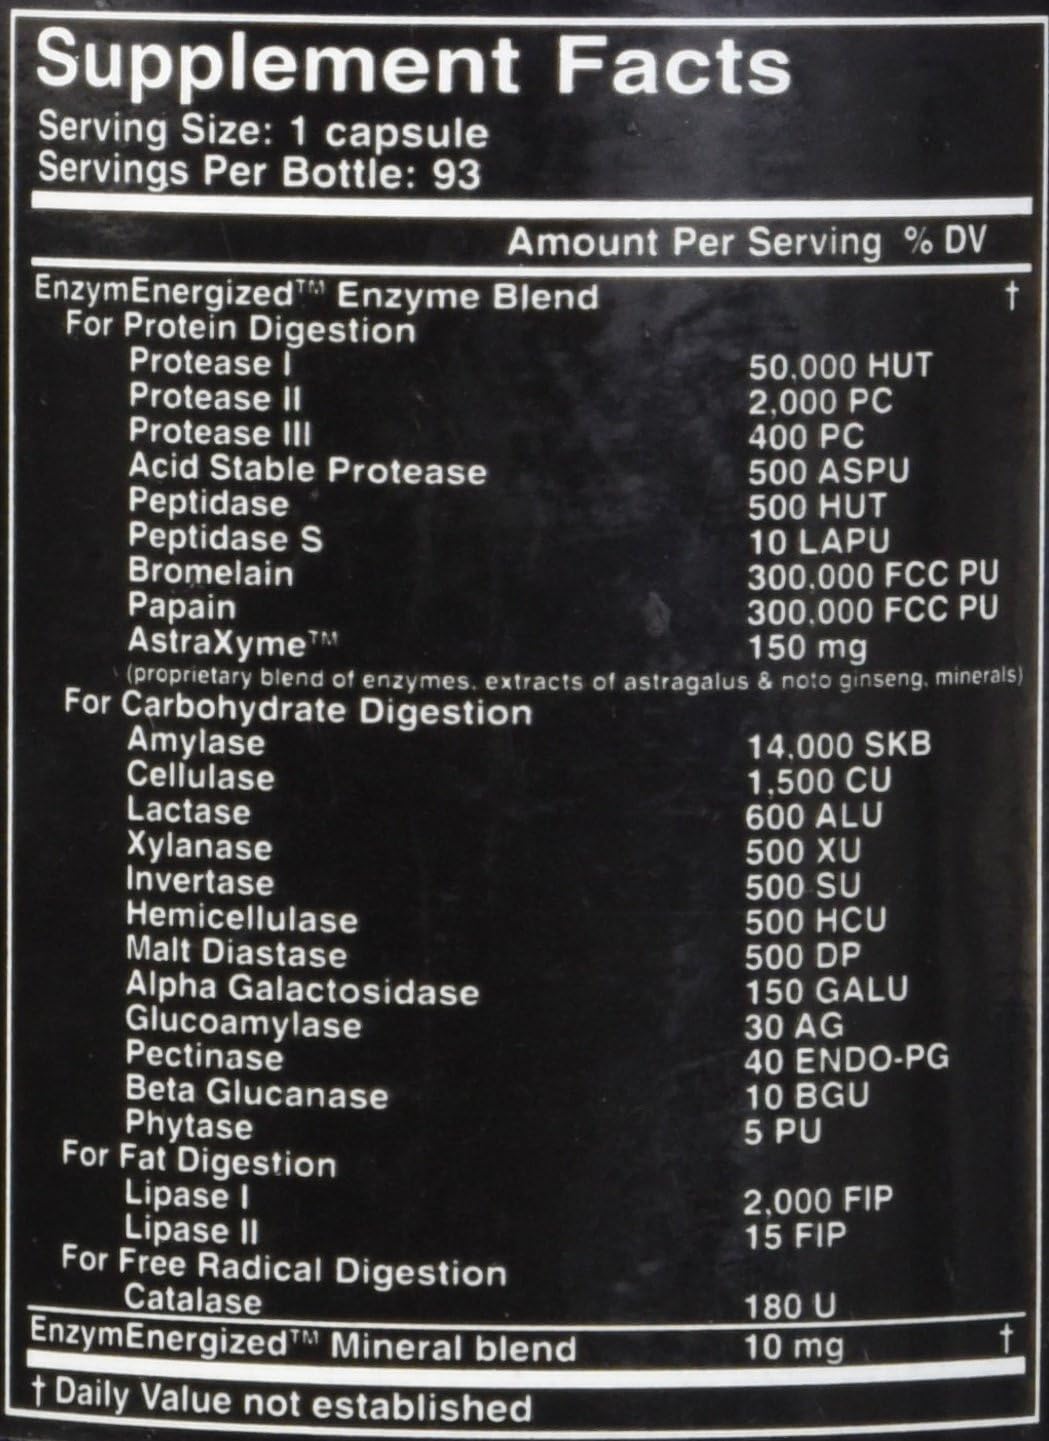 Supplement Facts
Serving Size: 1 capsule
Servings Per Bottle: 93
Amount Per Serving % DV
EnzymEnergized™ Enzyme Blend †
For Protein Digestion
Protease I 50,000 HUT
Protease II 2,000 PC
Protease III 400 PC
Acid Stable Protease 500 ASPU
Peptidase 500 HUT
Peptidase S 10 LAPU
Bromelain 300,000 FCC PU
Papain 300,000 FCC PU
AstraXyme™ 150 mg
(proprietary blend of enzymes, extracts of astragalus & noto ginseng, minerals)
For Carbohydrate Digestion
Amylase 14,000 SKB
Cellulase 1,500 CU
Lactase 600 ALU
Xylanase 500 XU
Invertase 500 SU
Hemicellulase 500 HCU
Malt Diastase 500 DP
Alpha Galactosidase 150 GALU
Glucoamylase 30 AG
Pectinase 40 ENDO-PG
Beta Glucanase 10 BGU
Phytase 5 PU
For Fat Digestion
Lipase I 2,000 FIP
Lipase II 15 FIP
For Free Radical Digestion
Catalase 180 U
EnzymEnergized™ Mineral blend 10 mg †
† Daily Value not established